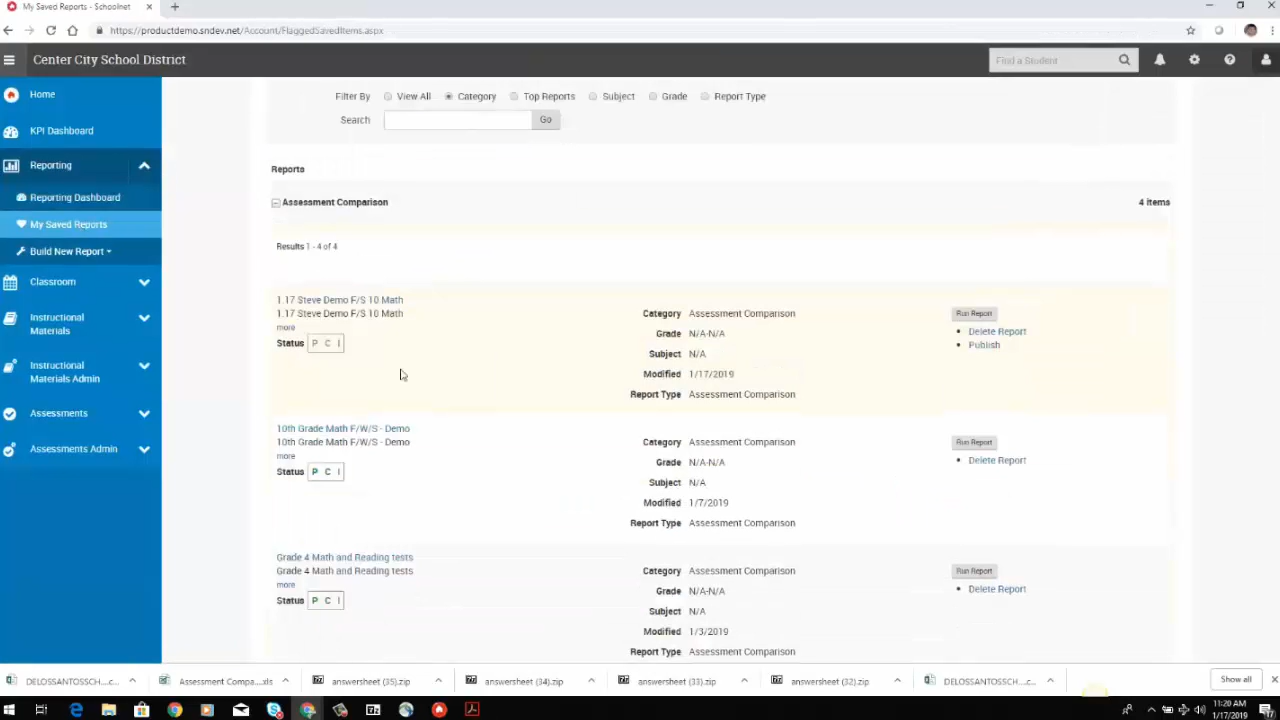 My Saved Reports - Schoolnet
https://productdemo.sndev.net/Account/FlaggedSavedItems.aspx
Center City School District
Find a Student
Home
KPI Dashboard
Reporting
Reporting Dashboard
My Saved Reports
Build New Report
Classroom
Instructional
Materials
Instructional
Materials Admin
Assessments
Assessments Admin
Filter By View All Category Top Reports Subject Grade Report Type
Search Go
Reports
Assessment Comparison 4 items
Results 1 - 4 of 4
1.17 Steve Demo F/S 10 Math
1.17 Steve Demo F/S 10 Math
more
Status P C I
Category Assessment Comparison
Grade N/A-N/A
Subject N/A
Modified 1/17/2019
Report Type Assessment Comparison
Run Report
Delete Report
Publish
10th Grade Math F/W/S - Demo
10th Grade Math F/W/S - Demo
more
Status P C I
Category Assessment Comparison
Grade N/A-N/A
Subject N/A
Modified 1/7/2019
Report Type Assessment Comparison
Run Report
Delete Report
Grade 4 Math and Reading tests
Grade 4 Math and Reading tests
more
Status P C I
Category Assessment Comparison
Grade N/A-N/A
Subject N/A
Modified 1/3/2019
Report Type Assessment Comparison
Run Report
Delete Report
DELOSSANTOSSCH....c... Assessment Compa....xls answersheet (35).zip answersheet (34).zip answersheet (33).zip answersheet (32).zip DELOSSANTOSSCH....c... Show all
11:20 AM
1/17/2019